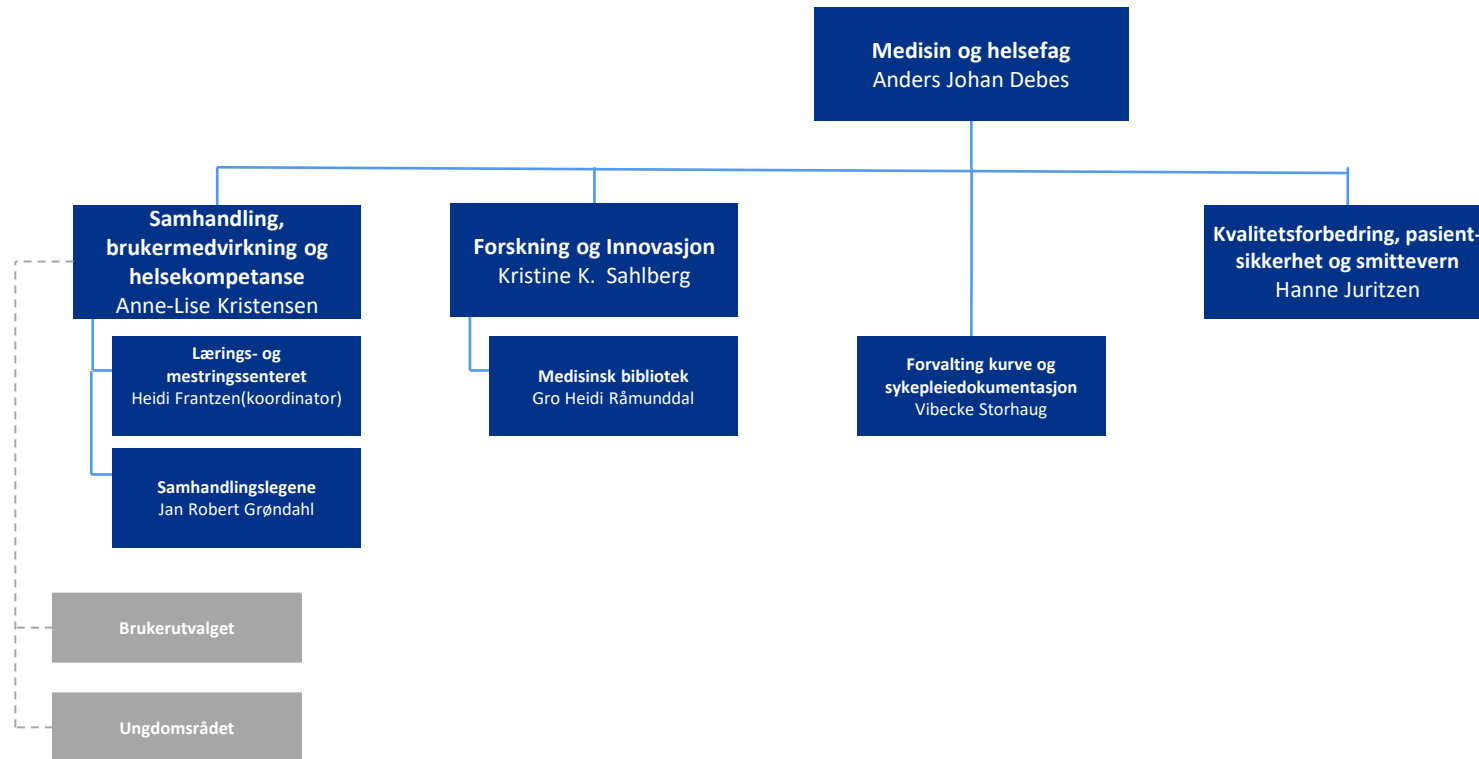 Medisin og helsefag
Anders Johan Debes
Samhandling,
brukermedvirkning og
helsekompetanse
Anne-Lise Kristensen
Forskning og Innovasjon
Kristine K. Sahlberg
Kvalitetsforbedring, pasient-
sikkerhet og smittevern
Hanne Juritzen
Lærings- og
mestringssenteret
Heidi Frantzen(koordinator)
Medisinsk bibliotek
Gro Heidi Råmunddal
Forvalting kurve og
sykepleiedokumentasjon
Vibecke Storhaug
Samhandlingslegene
Jan Robert Grøndahl
Brukerutvalget
Ungdomsrådet